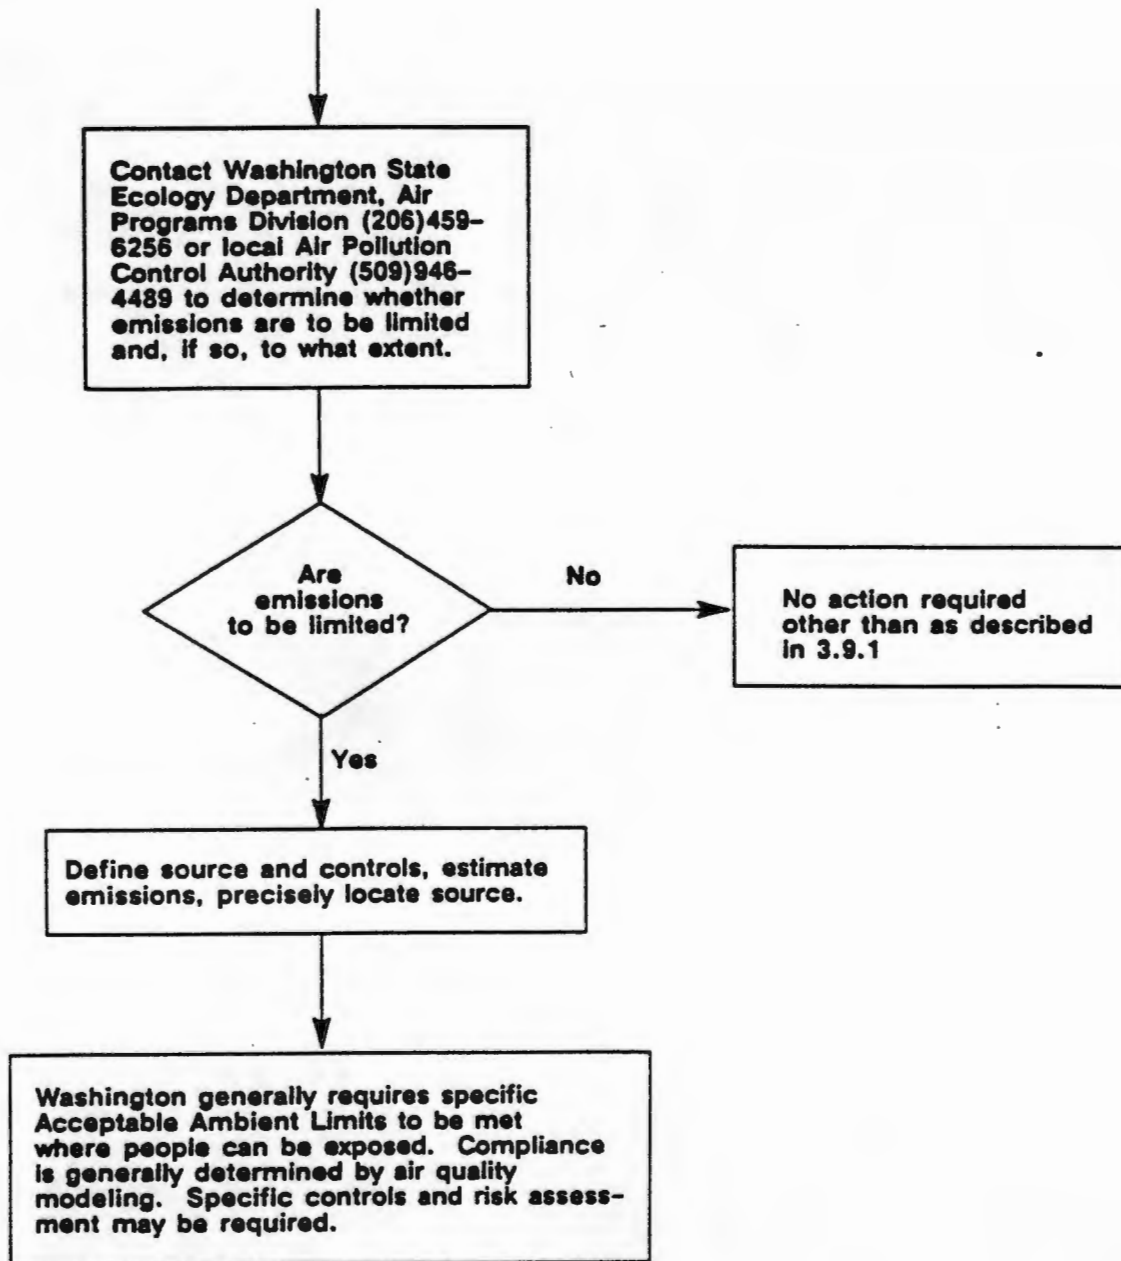 Contact Washington State
Ecology Department, Air
Programs Division (206)459-
6256 or local Air Pollution
Control Authority (509)946-
4489 to determine whether
emissions are to be limited
and, if so, to what extent.
Are
emissions
to be limited?
No
No action required
other than as described
in 3.9.1
Yes
Define source and controls, estimate
emissions, precisely locate source.
Washington generally requires specific
Acceptable Ambient Limits to be met
where people can be exposed. Compliance
is generally determined by air quality
modeling. Specific controls and risk assess-
ment may be required.